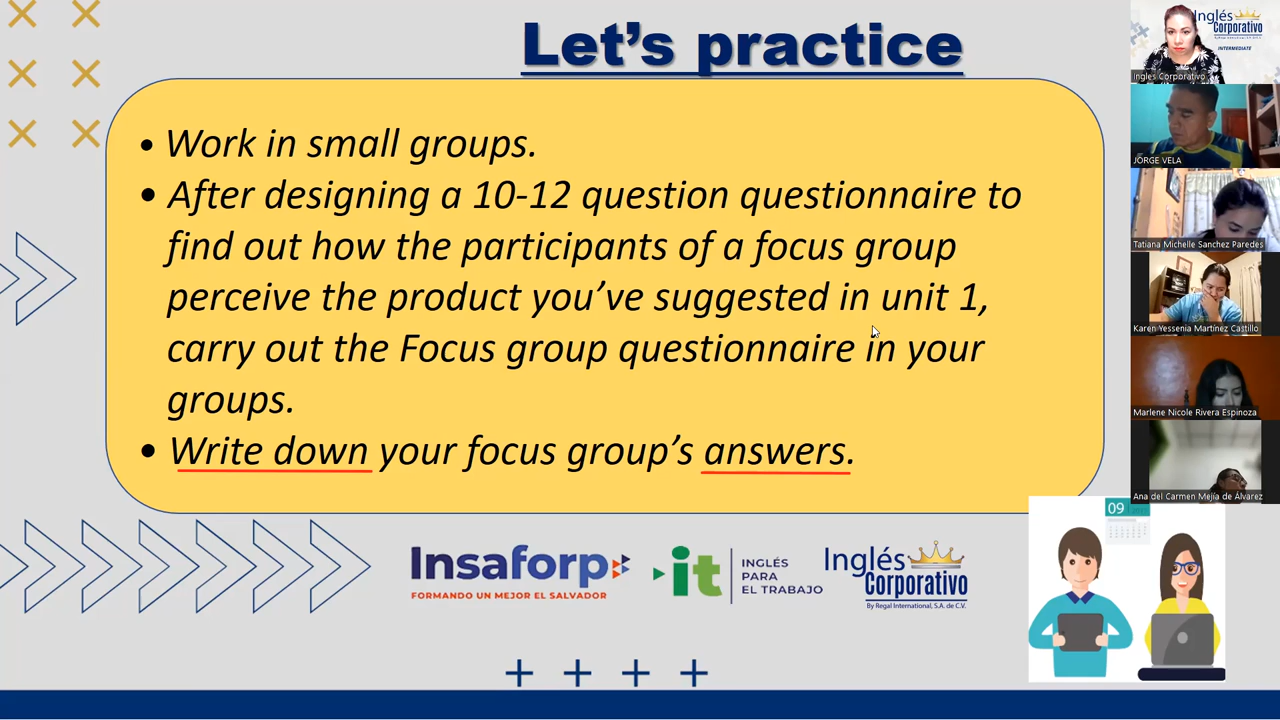 Let's practice
• Work in small groups.
• After designing a 10-12 question questionnaire to
find out how the participants of a focus group
perceive the product you've suggested in unit 1,
carry out the Focus group questionnaire in your
groups.
• Write down your focus group's answers.
Insaforp
FORMANDO UN MEJOR EL SALVADOR
it
INGLÉS
PARA
EL TRABAJO
Inglés
Corporativo
By Regal International, S.A. de C.V.
09
Inglés
Corporativo
INTERMEDIATE
Ingles Corporativo
JORGE VELA
Tatiana Michelle Sanchez Paredes
Karen Yessenia Martínez Castillo
Marlene Nicole Rivera Espinoza
Ana del Carmen Mejía de Álvarez